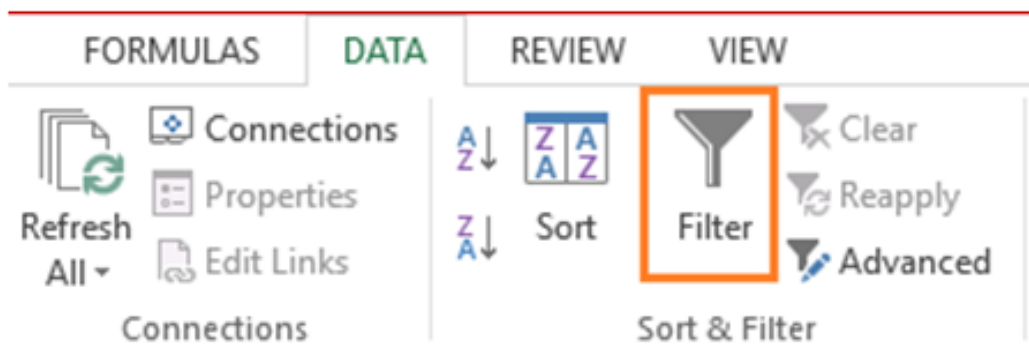 FORMULAS DATA REVIEW VIEW
Connections
Properties
Edit Links
Refresh
All
Connections
A
Z
Z
A
Z A
A Z
Sort
Filter
Clear
Reapply
Advanced
Sort & Filter